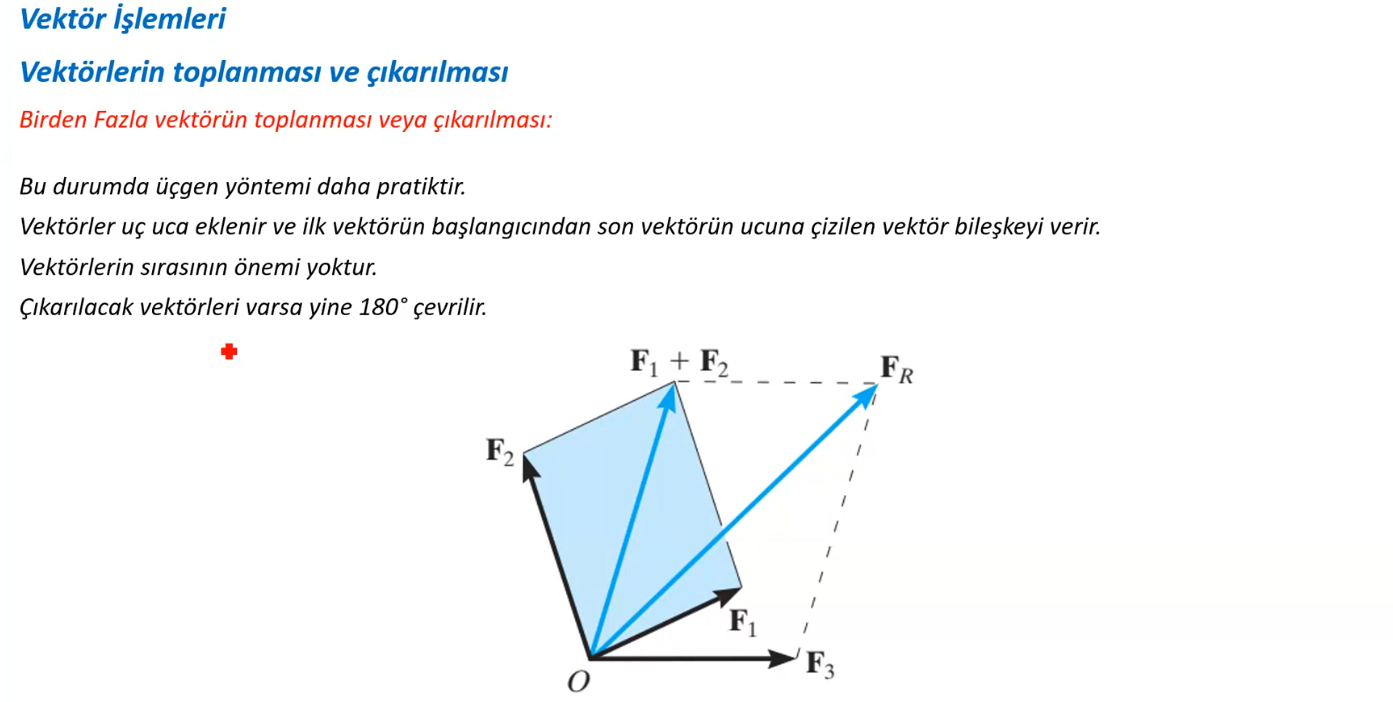 Vektör İşlemleri
Vektörlerin toplanması ve çıkarılması
Birden Fazla vektörün toplanması veya çıkarılması:
Bu durumda üçgen yöntemi daha pratiktir.
Vektörler uç uca eklenir ve ilk vektörün başlangıcından son vektörün ucuna çizilen vektör bileşkeyi verir.
Vektörlerin sırasının önemi yoktur.
Çıkarılacak vektörleri varsa yine 180° çevrilir.
F₁ + F₂
F_R
F₂
F₁
F₃
O